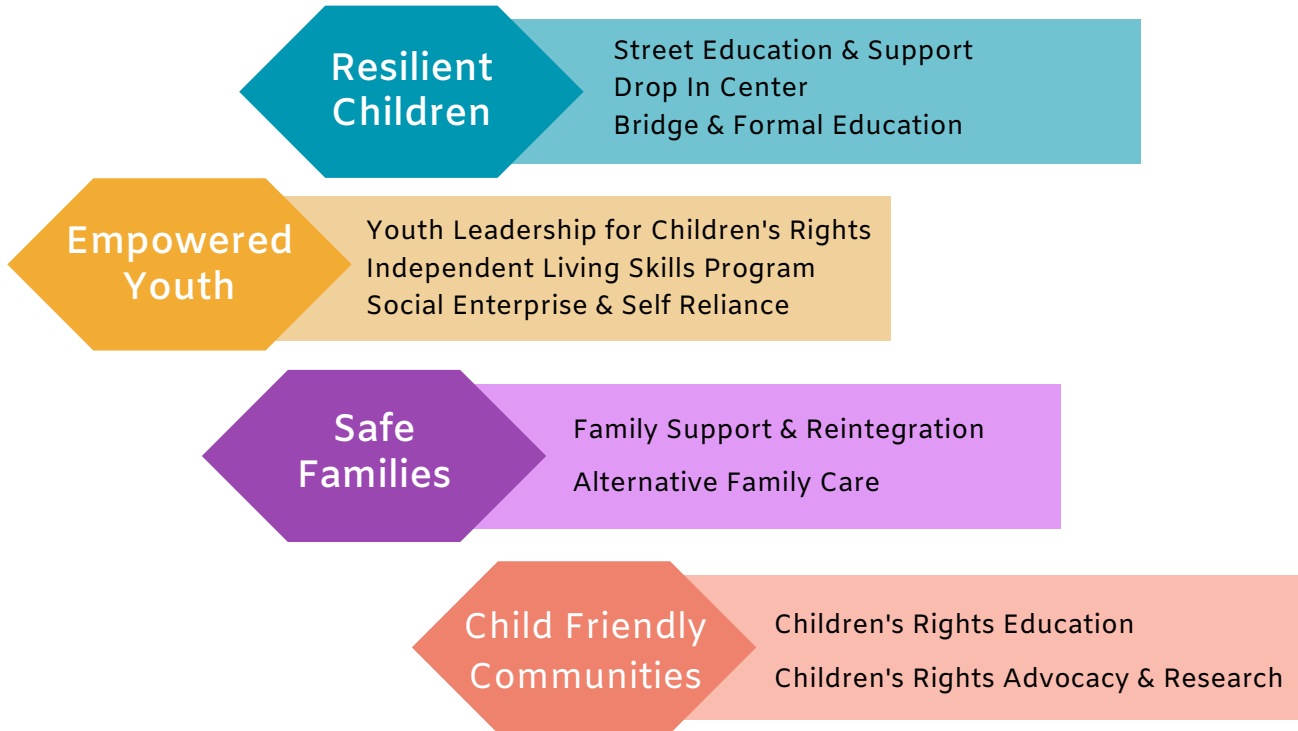 Resilient
Children
Street Education & Support
Drop In Center
Bridge & Formal Education
Empowered
Youth
Youth Leadership for Children's Rights
Independent Living Skills Program
Social Enterprise & Self Reliance
Safe
Families
Family Support & Reintegration
Alternative Family Care
Child Friendly
Communities
Children's Rights Education
Children's Rights Advocacy & Research